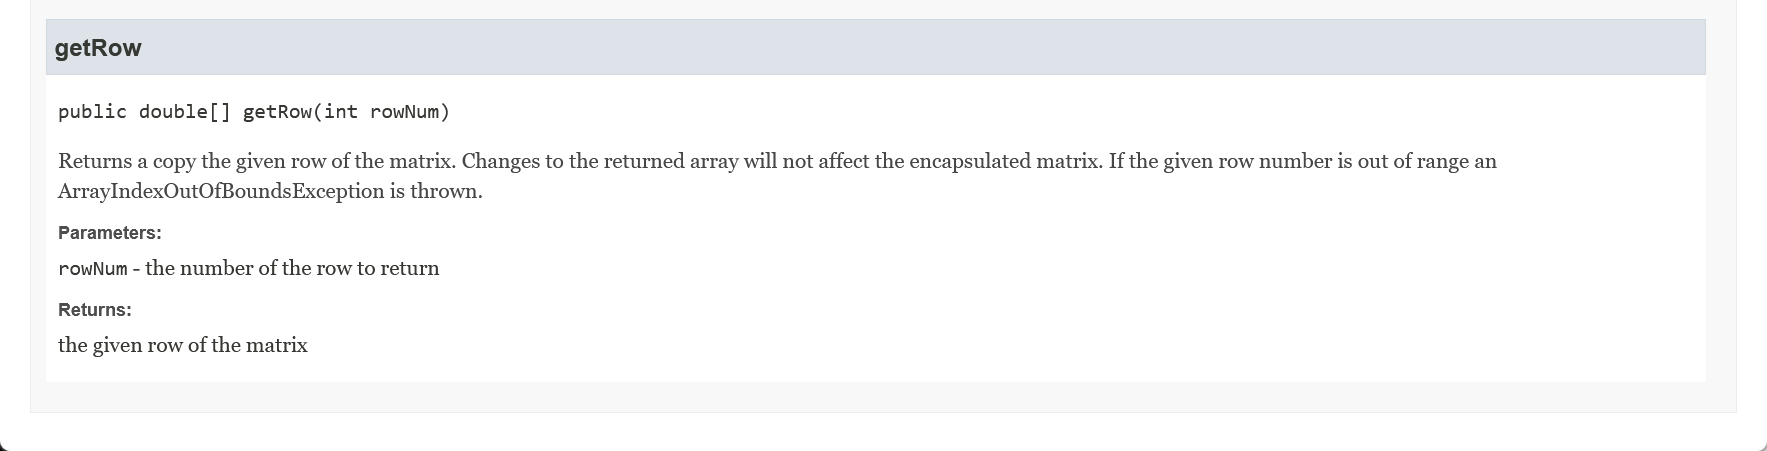 getRow
public double[] getRow(int rowNum)
Returns a copy the given row of the matrix. Changes to the returned array will not affect the encapsulated matrix. If the given row number is out of range an
ArrayIndexOutOfBoundsException is thrown.
Parameters:
rowNum - the number of the row to return
Returns:
the given row of the matrix